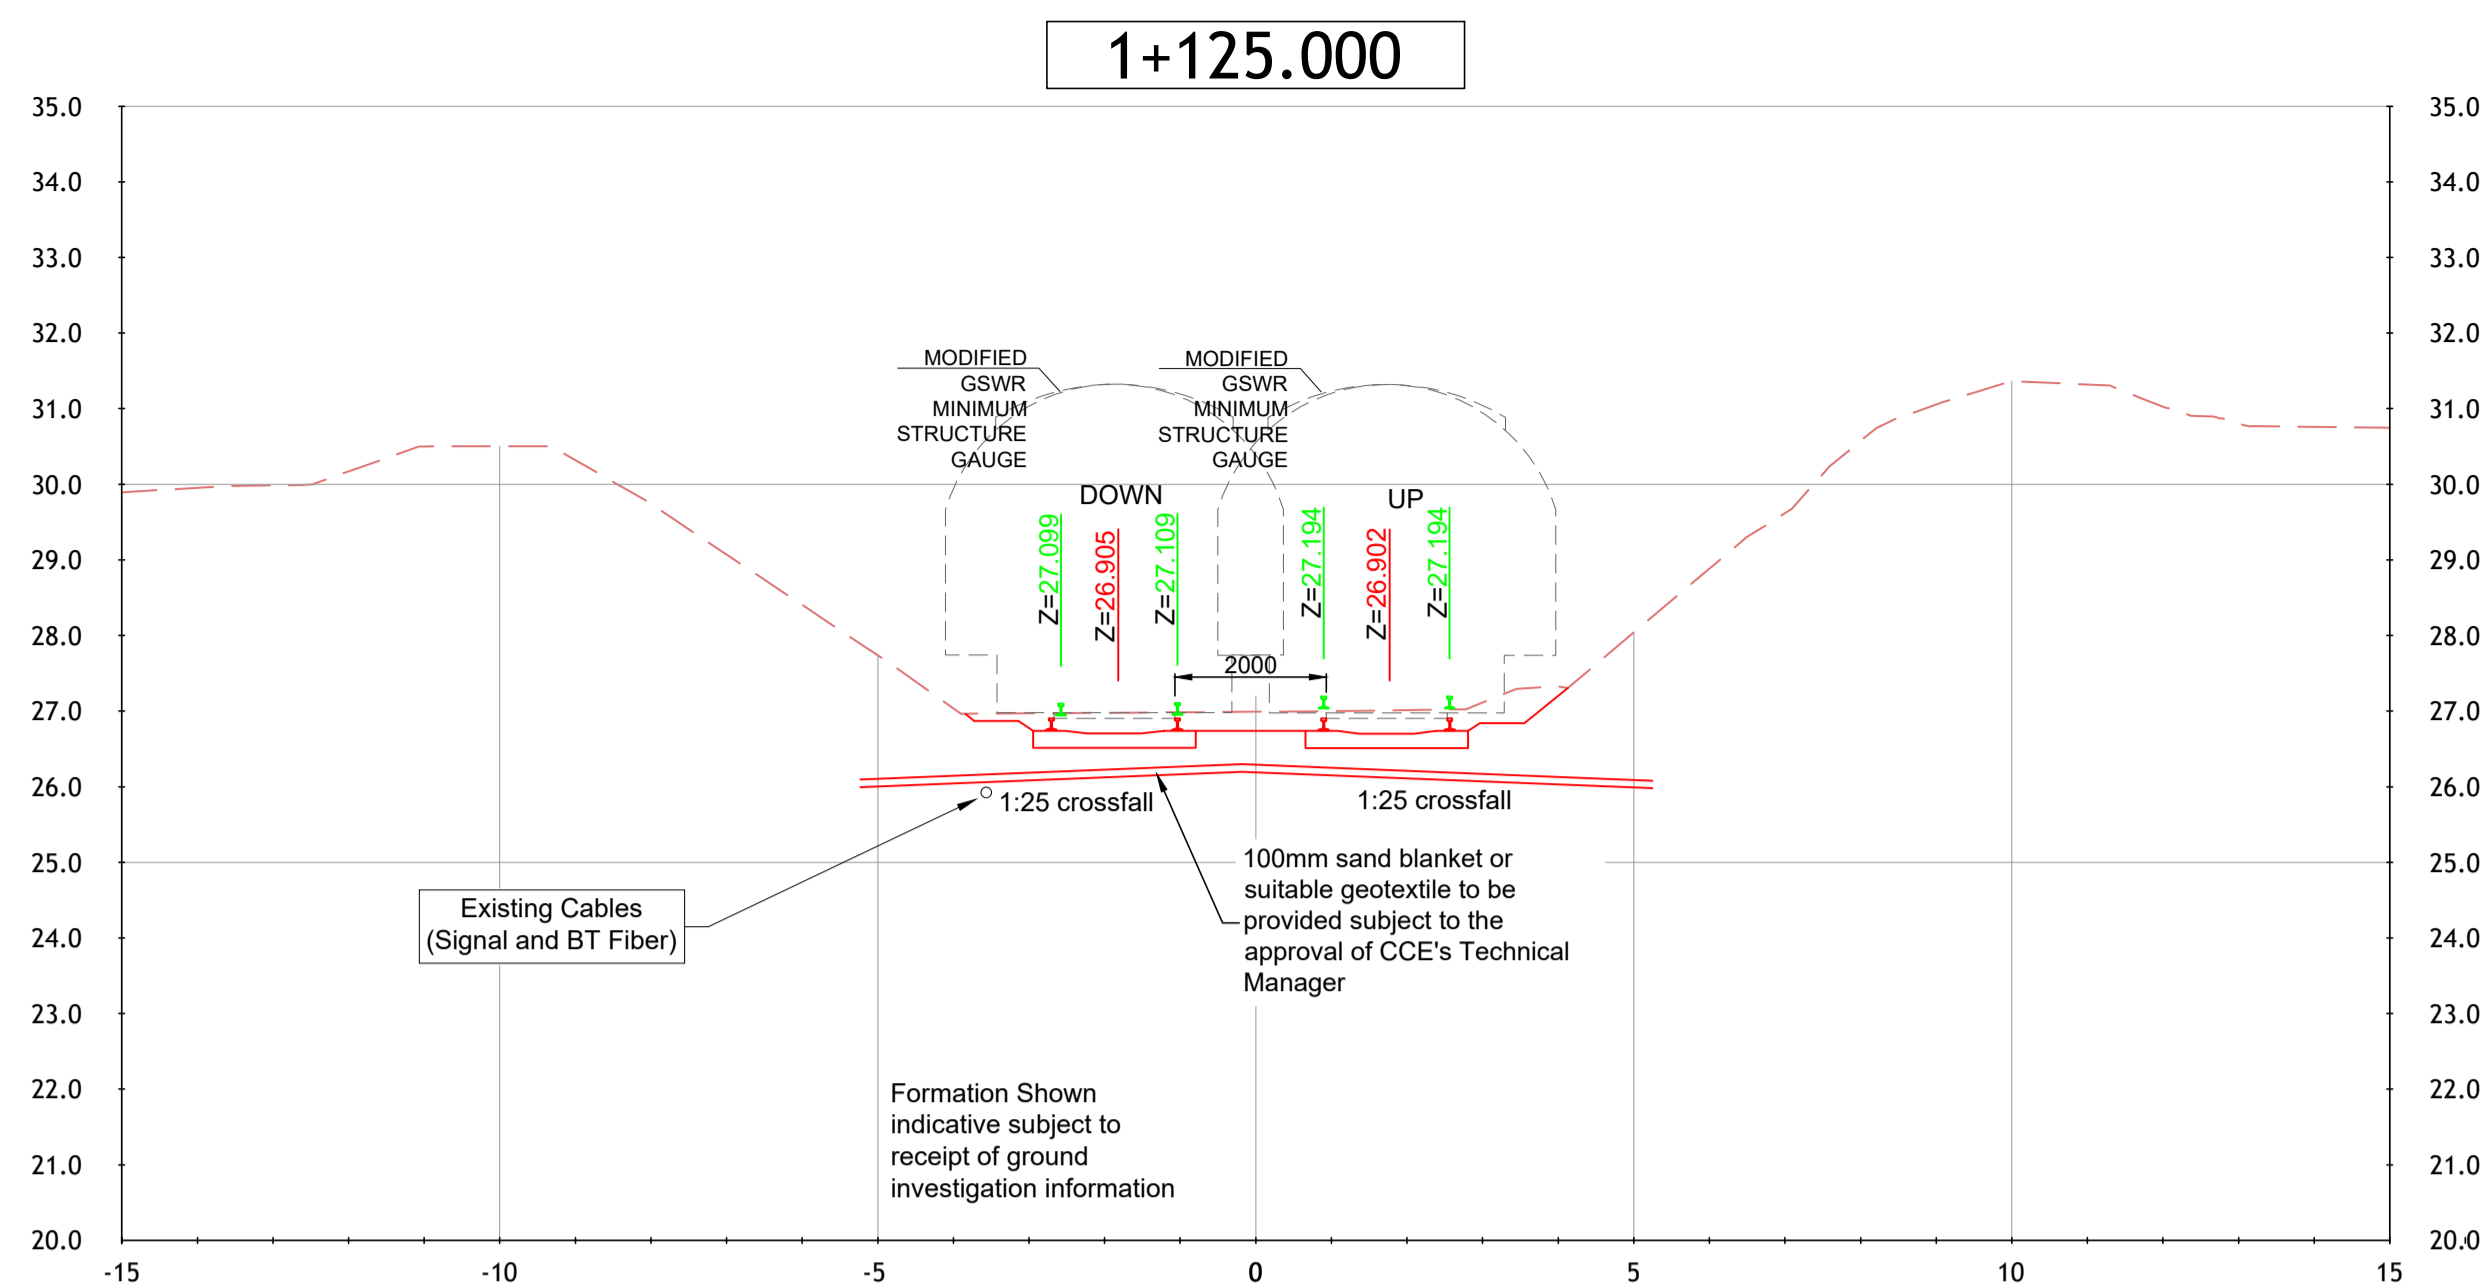 1+125.000
35.0
35.0
34.0
34.0
33.0
33.0
32.0
32.0
31.0
31.0
30.0
30.0
29.0
29.0
28.0
28.0
27.0
27.0
26.0
26.0
25.0
25.0
24.0
24.0
23.0
23.0
22.0
22.0
21.0
21.0
20.0
20.0
MODIFIED
GSWR
MINIMUM
STRUCTURE
GAUGE
MODIFIED
GSWR
MINIMUM
STRUCTURE
GAUGE
DOWN
UP
Z=27.099
Z=26.905
Z=27.109
Z=27.194
Z=26.902
Z=27.194
2000
1:25 crossfall
1:25 crossfall
Existing Cables
(Signal and BT Fiber)
100mm sand blanket or
suitable geotextile to be
provided subject to the
approval of CCE's Technical
Manager
Formation Shown
indicative subject to
receipt of ground
investigation information
-15
-10
-5
0
5
10
15